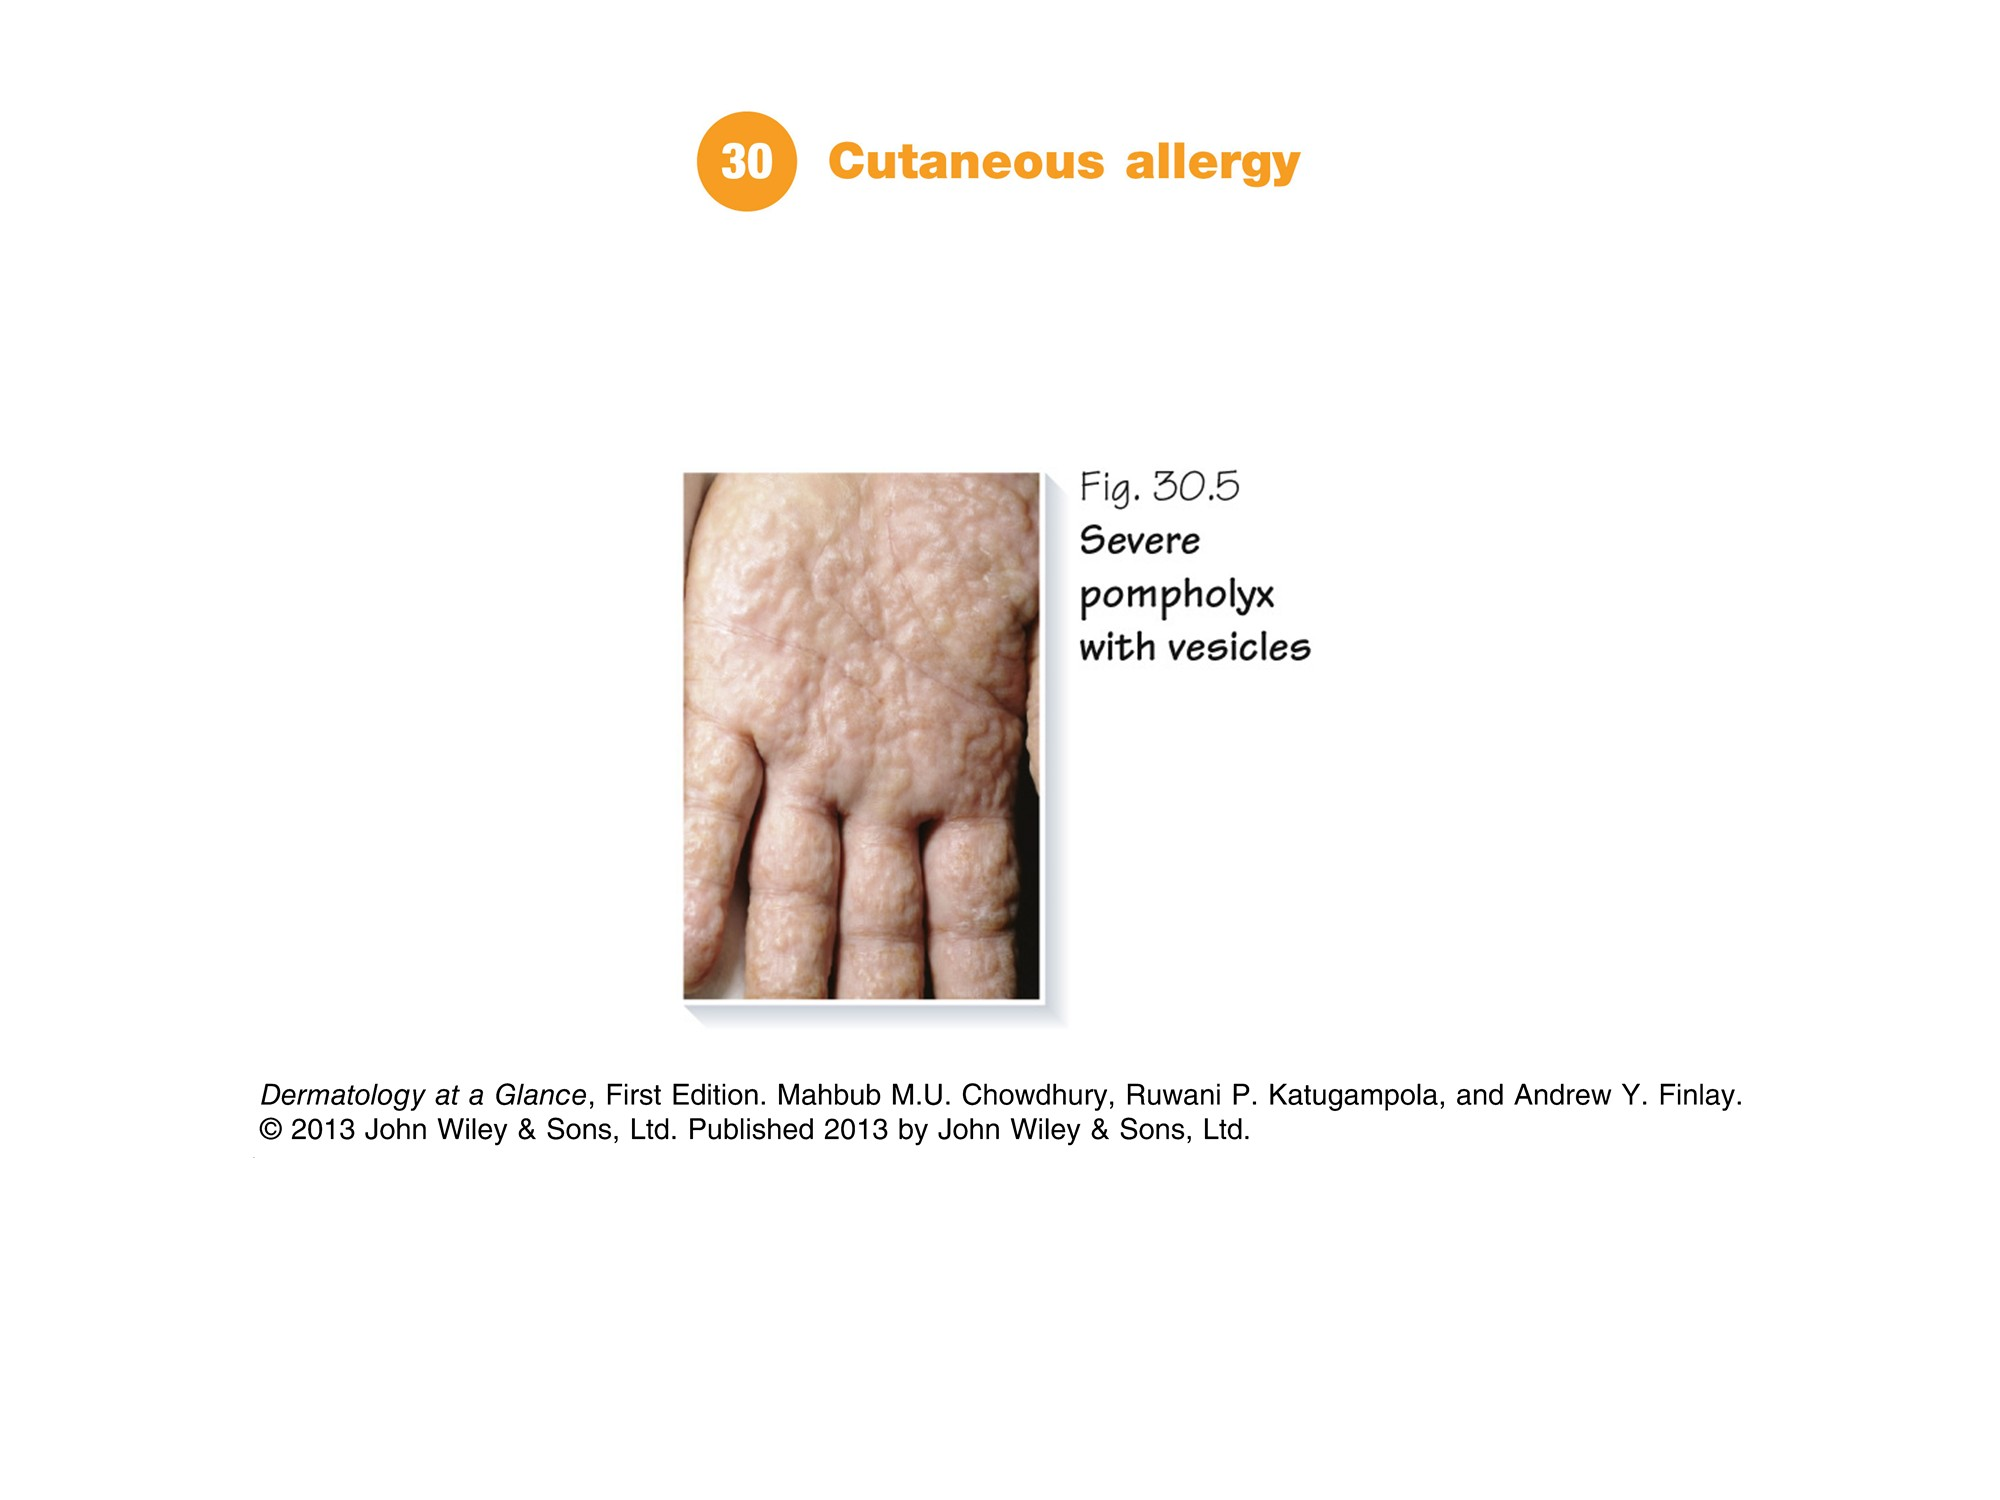 30 Cutaneous allergy
Fig. 30.5
Severe
pompholyx
with vesicles
Dermatology at a Glance, First Edition. Mahbub M.U. Chowdhury, Ruwani P. Katugampola, and Andrew Y. Finlay.
© 2013 John Wiley & Sons, Ltd. Published 2013 by John Wiley & Sons, Ltd.